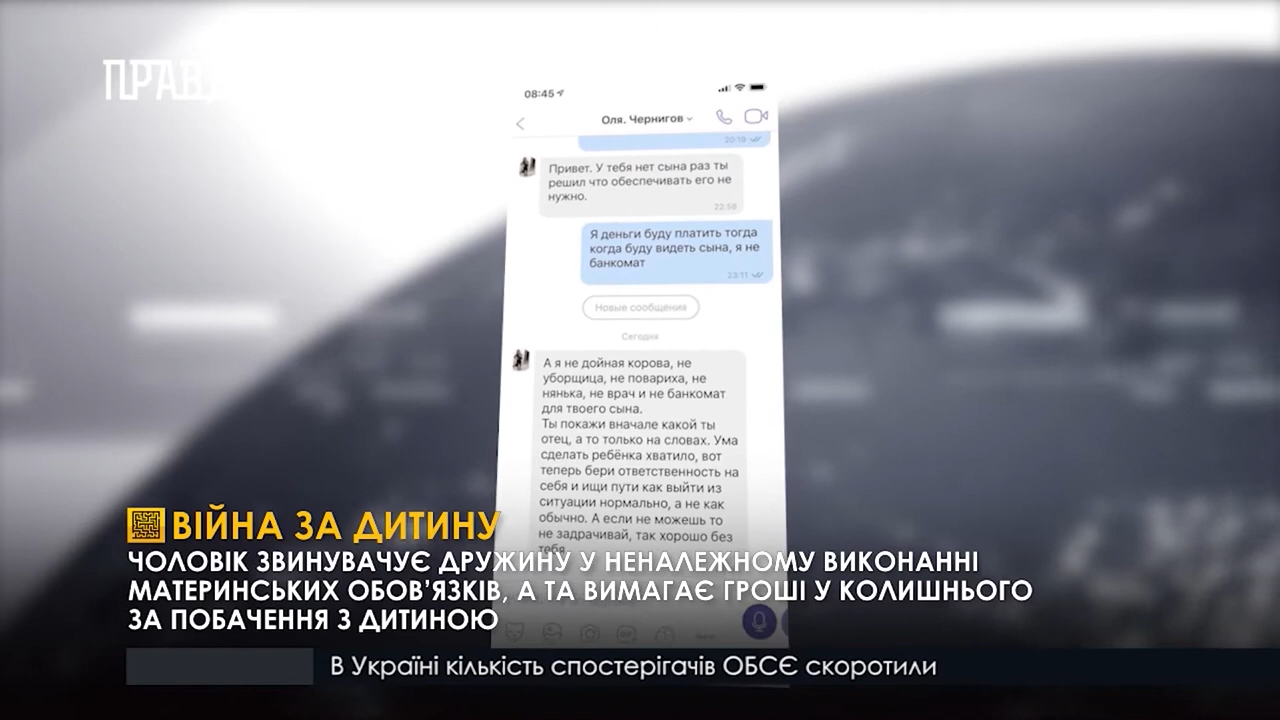 ПРАВД
08:45
Оля. Чернигов
20:19
Привет. У тебя нет сына раз ты
решил что обеспечивать его не
нужно.
22:58
Я деньги буду платить тогда
когда буду видеть сына, я не
банкомат
23:11
Новые сообщения
Сегодня
А я не дойная корова, не
уборщица, не повариха, не
нянька, не врач и не банкомат
для твоего сына.
Ты покажи вначале какой ты
отец, а то только на словах. Ума
сделать ребёнка хватило, вот
теперь бери ответственность на
себя и ищи пути как выйти из
ситуации нормально, а не как
обычно. А если не можешь то
не задрачивай, так хорошо без
тебя
ВІЙНА ЗА ДИТИНУ
ЧОЛОВІК ЗВИНУВАЧУЄ ДРУЖИНУ У НЕНАЛЕЖНОМУ ВИКОНАННІ
МАТЕРИНСЬКИХ ОБОВ’ЯЗКІВ, А ТА ВИМАГАЄ ГРОШІ У КОЛИШНЬОГО
ЗА ПОБАЧЕННЯ З ДИТИНОЮ
В Україні кількість спостерігачів ОБСЄ скоротили